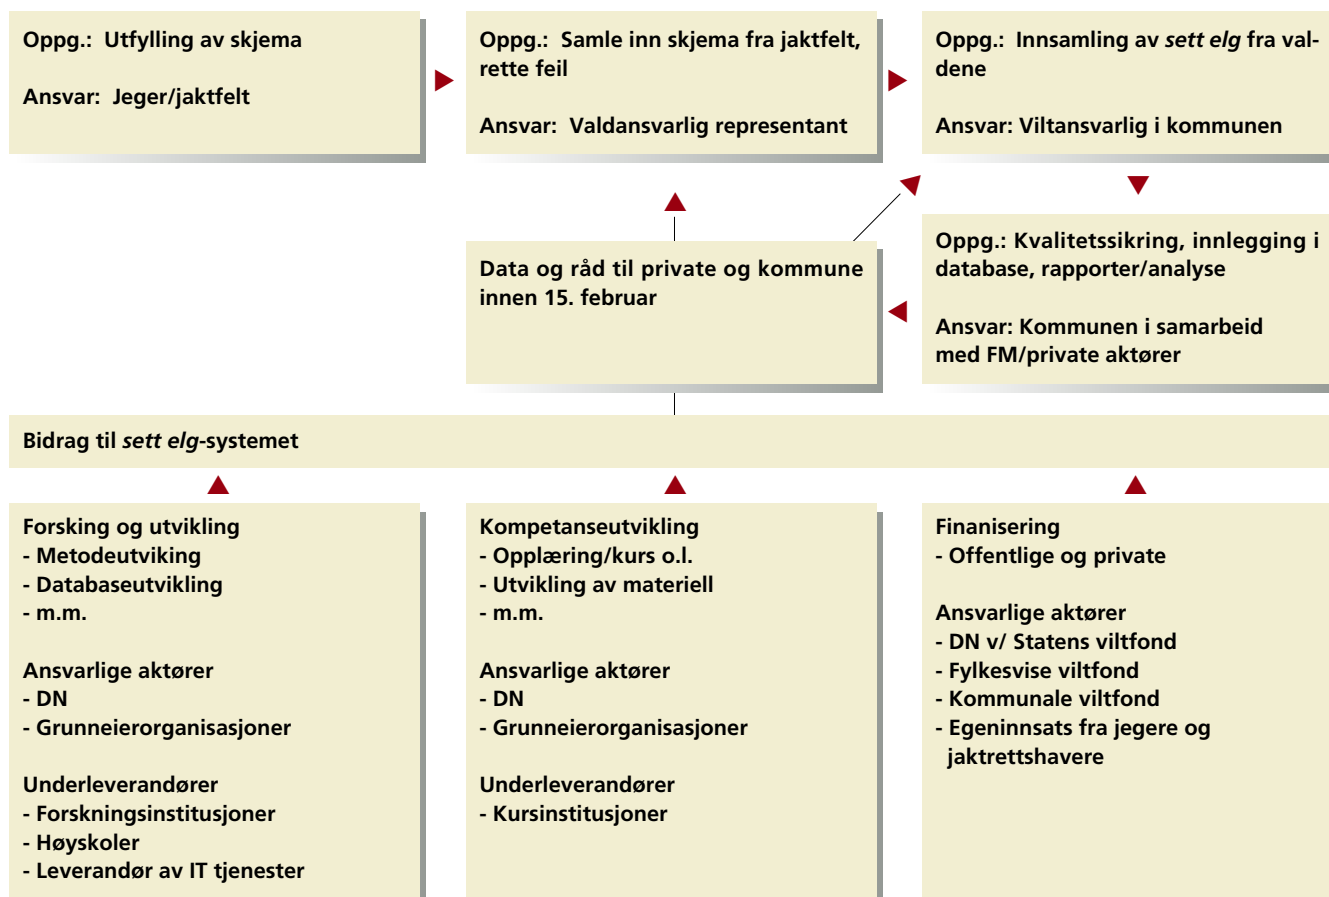 Oppg.: Utfylling av skjema
Ansvar: Jeger/jaktfelt
Oppg.: Samle inn skjema fra jaktfelt,
rette feil
Ansvar: Valdansvarlig representant
Oppg.: Innsamling av sett elg fra val-
dene
Ansvar: Viltansvarlig i kommunen
Oppg.: Kvalitetssikring, innlegging i
database, rapporter/analyse
Ansvar: Kommunen i samarbeid
med FM/private aktører
Data og råd til private og kommune
innen 15. februar
Bidrag til sett elg-systemet
Forsking og utvikling
- Metodeutviking
- Databaseutvikling
- m.m.
Ansvarlige aktører
- DN
- Grunneierorganisasjoner
Underleverandører
- Forskningsinstitusjoner
- Høyskoler
- Leverandør av IT tjenester
Kompetanseutvikling
- Opplæring/kurs o.l.
- Utvikling av materiell
- m.m.
Ansvarlige aktører
- DN
- Grunneierorganisasjoner
Underleverandører
- Kursinstitusjoner
Finanisering
- Offentlige og private
Ansvarlige aktører
- DN v/ Statens viltfond
- Fylkesvise viltfond
- Kommunale viltfond
- Egeninnsats fra jegere og
jaktrettshavere